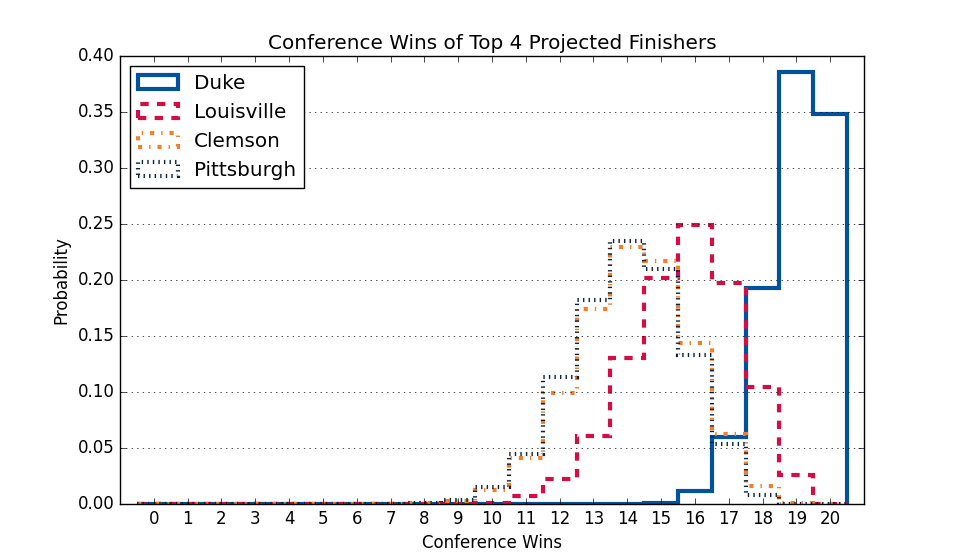 Conference Wins of Top 4 Projected Finishers
Duke
Louisville
Clemson
Pittsburgh
0.40
0.35
0.30
0.25
0.20
0.15
0.10
0.05
0.00
Probability
0 1 2 3 4 5 6 7 8 9 10 11 12 13 14 15 16 17 18 19 20
Conference Wins